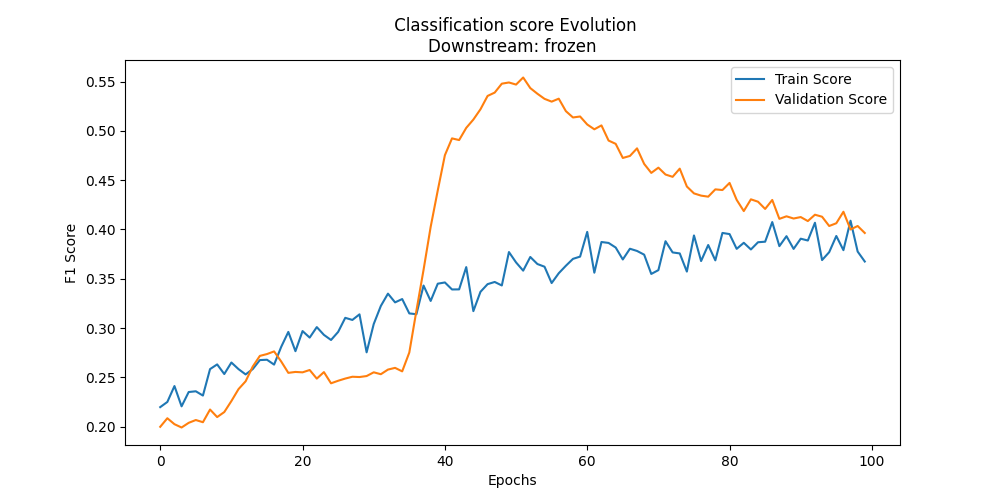 Classification score Evolution
Downstream: frozen
Train Score
Validation Score
F1 Score
0.55
0.50
0.45
0.40
0.35
0.30
0.25
0.20
0 20 40 60 80 100
Epochs